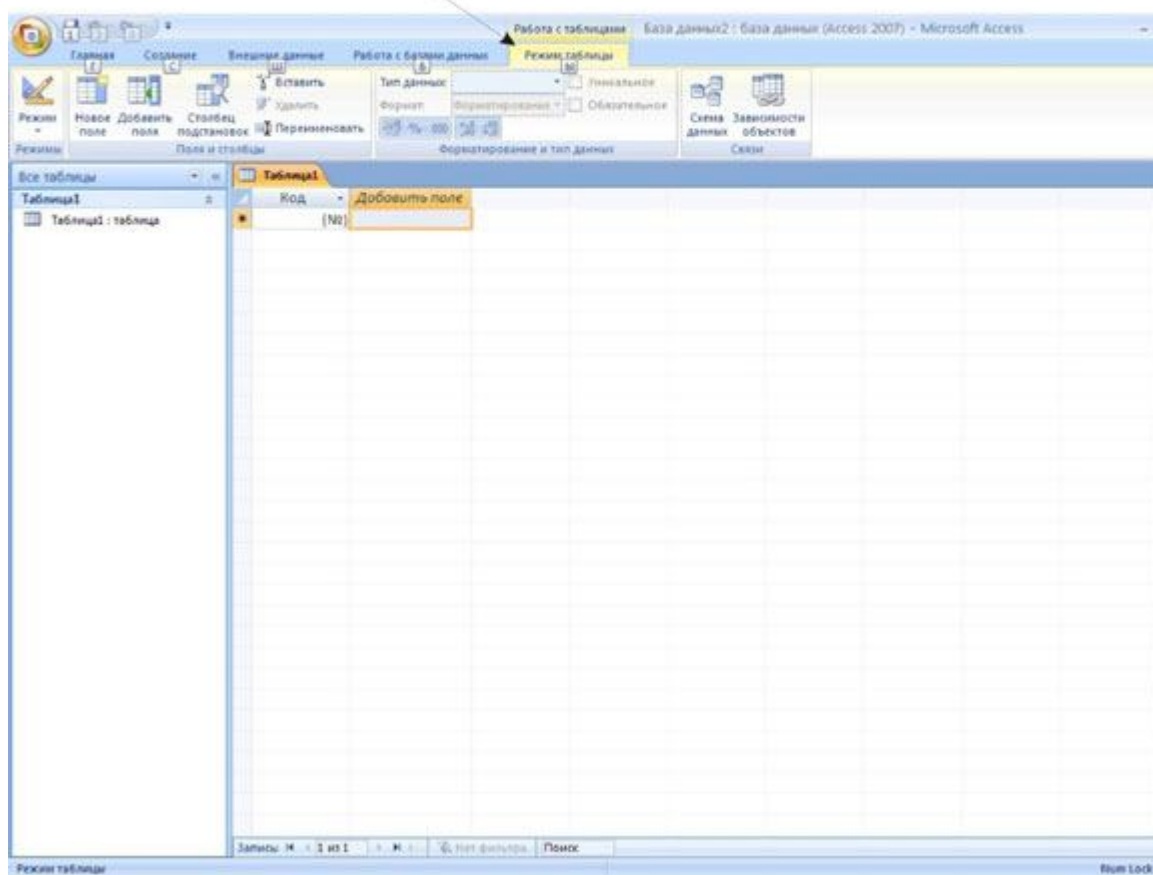 Работа с таблицами База данных2 : база данных (Access 2007) - Microsoft Access
Главная Создание Внешние данные Работа с базами данных Режим таблицы
Г С Ш Б Ы
Режим
Новое поле
Добавить поля
Столбец подстановок
Вставить
Удалить
Переименовать
Тип данных:
Формат: Форматирование
000
Уникальное
Обязательное
Схема данных
Зависимости объектов
Режимы Поля и столбцы Форматирование и тип данных Связи
Все таблицы
Таблица1
Таблица1 : таблица
Таблица1
Код Добавить поле
(№)
Записи: 1 из 1 Нет фильтра Поиск
Режим таблицы Num Lock